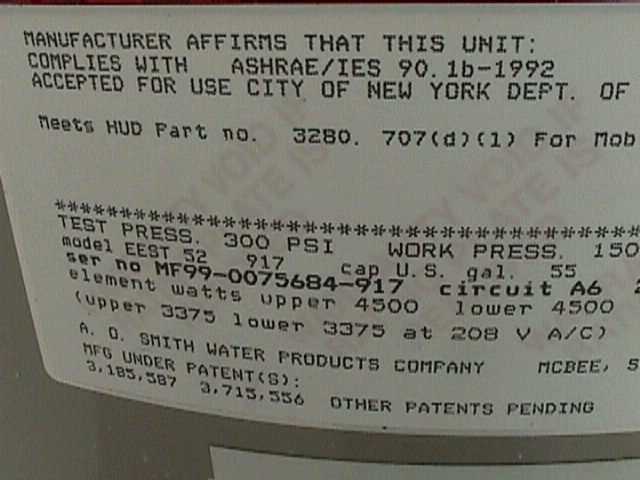 MANUFACTURER AFFIRMS THAT THIS UNIT:
COMPLIES WITH ASHRAE/IES 90.1b-1992
ACCEPTED FOR USE CITY OF NEW YORK DEPT. OF
Meets HUD Part no. 3280. 707(d)(1) For Mob
TEST PRESS. 300 PSI WORK PRESS. 150
model EEST 52 917 cap U.S. gal. 55
ser no MF99-0075684-917 circuit A6 2
element watts upper 4500 lower 4500
(upper 3375 lower 3375 at 208 V A/C)
A. O. SMITH WATER PRODUCTS COMPANY MCBEE, S
MFG UNDER PATENT(S):
3,185,587 3,715,556 OTHER PATENTS PENDING